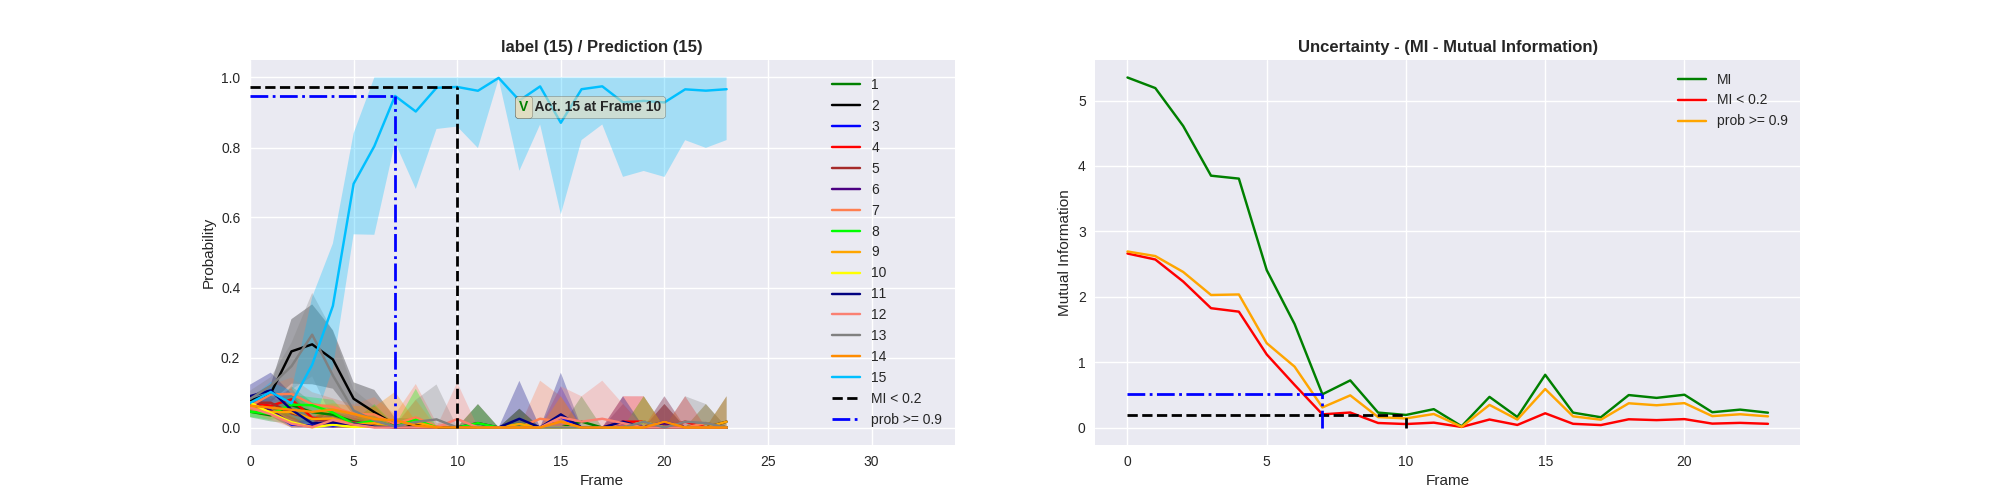 label (15) / Prediction (15)
Probability
1.0
0.8
0.6
0.4
0.2
0.0
V Act. 15 at Frame 10
1
2
3
4
5
6
7
8
9
10
11
12
13
14
15
MI < 0.2
prob >= 0.9
0 5 10 15 20 25 30
Frame
Uncertainty - (MI - Mutual Information)
Mutual Information
5
4
3
2
1
0
MI
MI < 0.2
prob >= 0.9
0 5 10 15 20
Frame